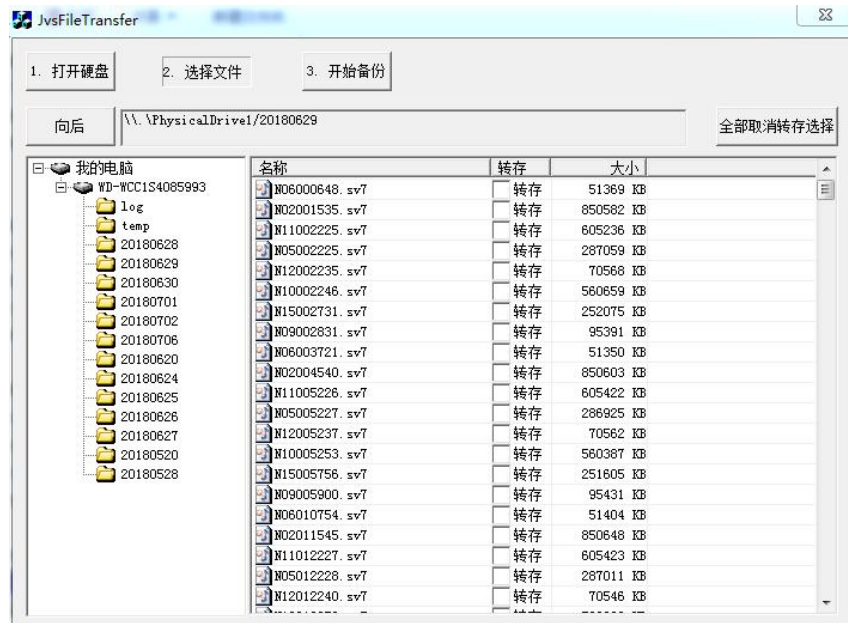 JvsFileTransfer
1. 打开硬盘 2. 选择文件 3. 开始备份
向后 \\.\PhysicalDrive1/20180629 全部取消转存选择
我的电脑
WD-WCC1S4085993
log
temp
20180628
20180629
20180630
20180701
20180702
20180706
20180620
20180624
20180625
20180626
20180627
20180520
20180528
名称 转存 大小
N06000648.sv7 转存 51369 KB
N02001535.sv7 转存 850582 KB
N11002225.sv7 转存 605236 KB
N05002225.sv7 转存 287059 KB
N12002235.sv7 转存 70568 KB
N10002246.sv7 转存 560659 KB
N15002731.sv7 转存 252075 KB
N09002831.sv7 转存 95391 KB
N06003721.sv7 转存 51350 KB
N02004540.sv7 转存 850603 KB
N11005226.sv7 转存 605422 KB
N05005227.sv7 转存 286925 KB
N12005237.sv7 转存 70562 KB
N10005253.sv7 转存 560387 KB
N15005756.sv7 转存 251605 KB
N09005900.sv7 转存 95431 KB
N06010754.sv7 转存 51404 KB
N02011545.sv7 转存 850648 KB
N11012227.sv7 转存 605423 KB
N05012228.sv7 转存 287011 KB
N12012240.sv7 转存 70546 KB